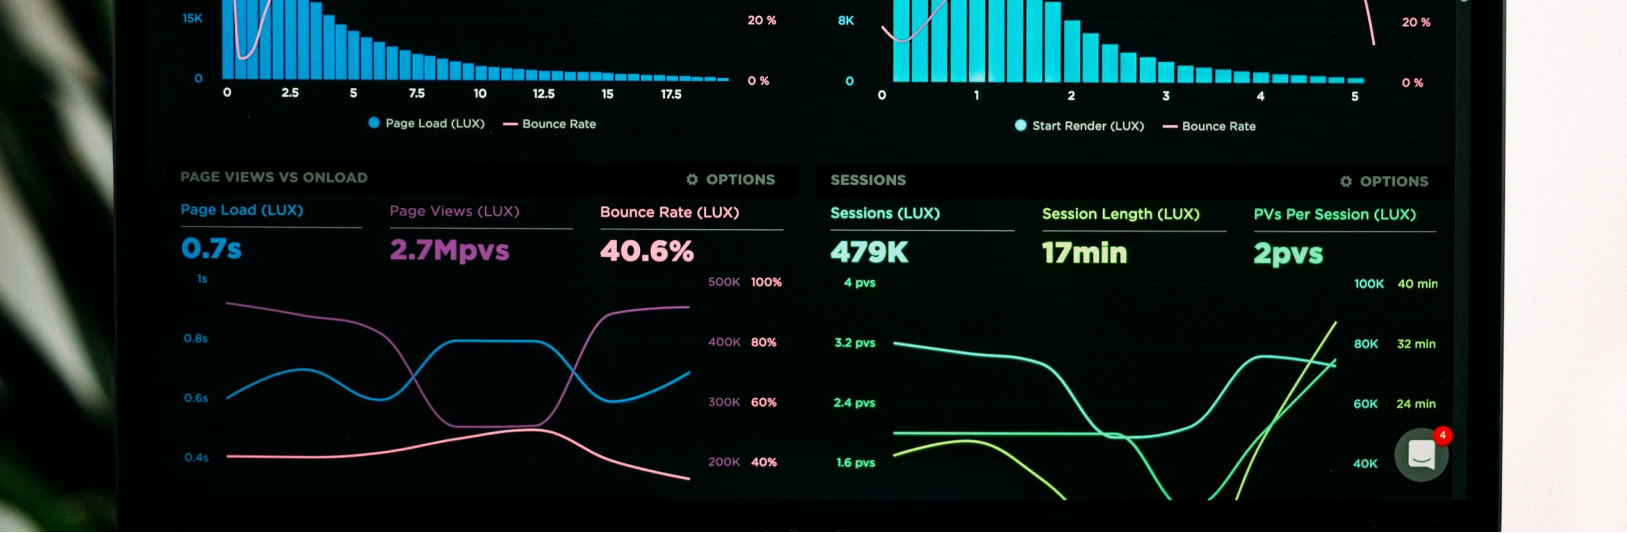 15K 20 % 8K 20 %
0 0 % 0 0 %
0 2.5 5 7.5 10 12.5 15 17.5 0 1 2 3 4 5
Page Load (LUX) Bounce Rate Start Render (LUX) Bounce Rate
PAGE VIEWS VS ONLOAD OPTIONS SESSIONS OPTIONS
Page Load (LUX) Page Views (LUX) Bounce Rate (LUX) Sessions (LUX) Session Length (LUX) PVs Per Session (LUX)
0.7s 2.7Mpvs 40.6% 479K 17min 2pvs
1s 500K 100% 4 pvs 100K 40 min
0.8s 400K 80% 3.2 pvs 80K 32 min
0.6s 300K 60% 2.4 pvs 60K 24 min
4
0.4s 200K 40% 1.6 pvs 40K